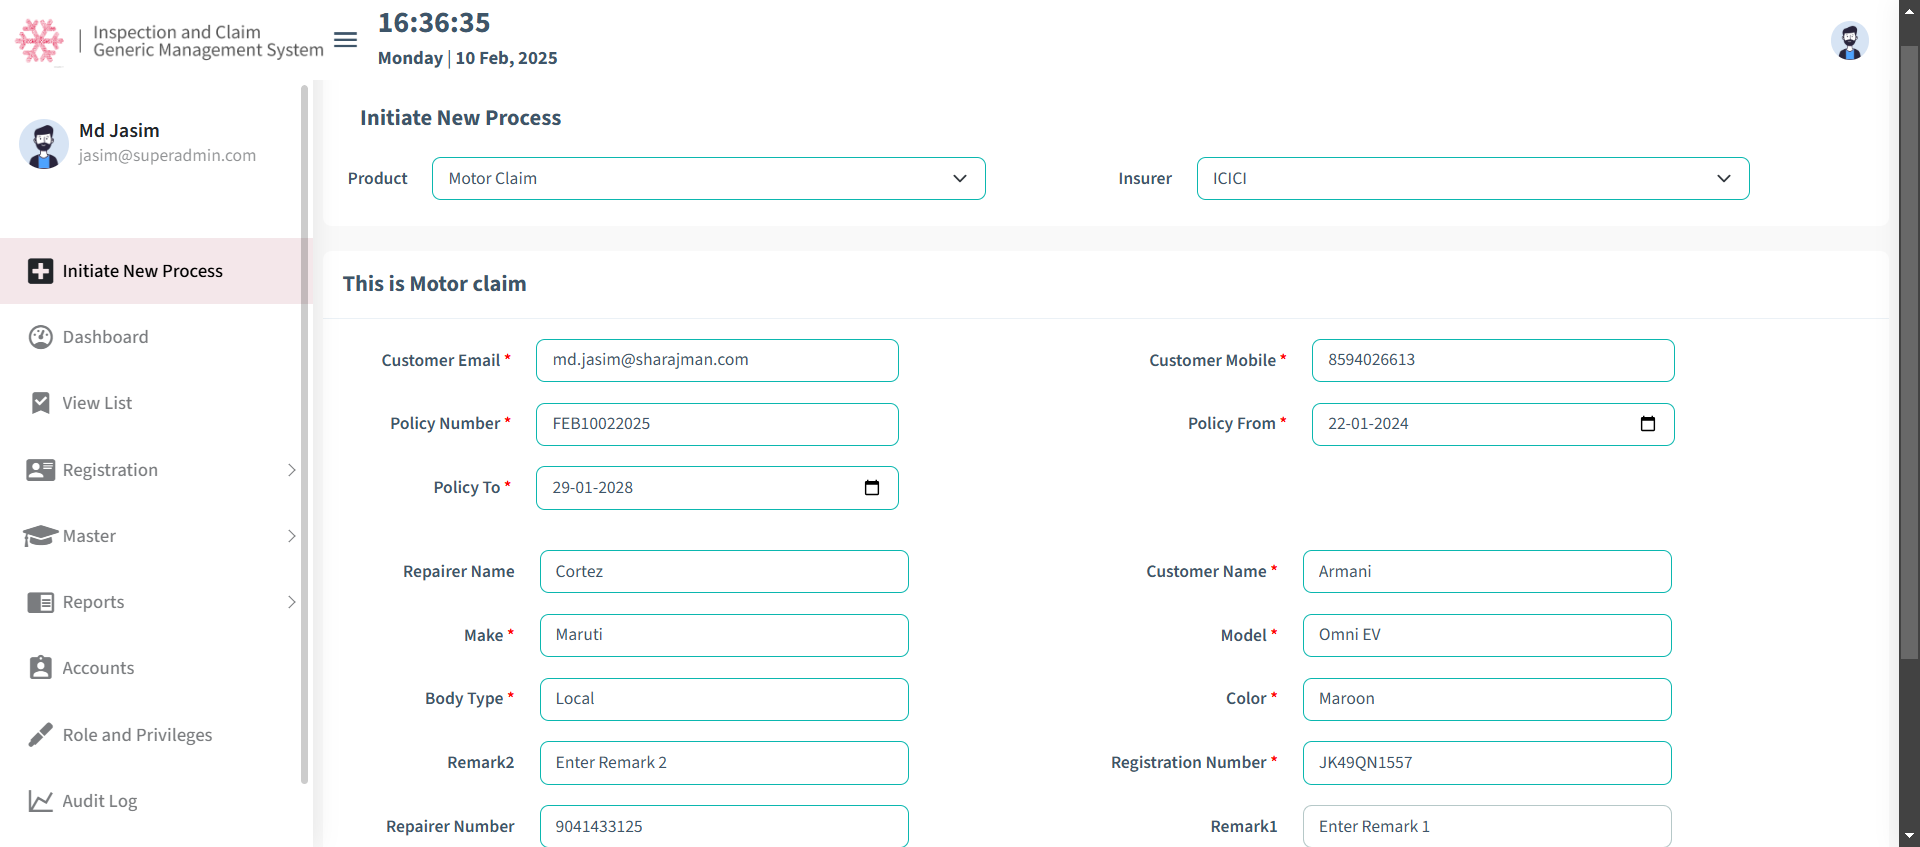 Inspection and Claim
Generic Management System
16:36:35
Monday | 10 Feb, 2025
Md Jasim
jasim@superadmin.com
Initiate New Process
Dashboard
View List
Registration
Master
Reports
Accounts
Role and Privileges
Audit Log
Initiate New Process
Product Motor Claim Insurer ICICI
This is Motor claim
Customer Email * md.jasim@sharajman.com Customer Mobile * 8594026613
Policy Number * FEB10022025 Policy From * 22-01-2024
Policy To * 29-01-2028
Repairer Name Cortez Customer Name * Armani
Make * Maruti Model * Omni EV
Body Type * Local Color * Maroon
Remark2 Enter Remark 2 Registration Number * JK49QN1557
Repairer Number 9041433125 Remark1 Enter Remark 1